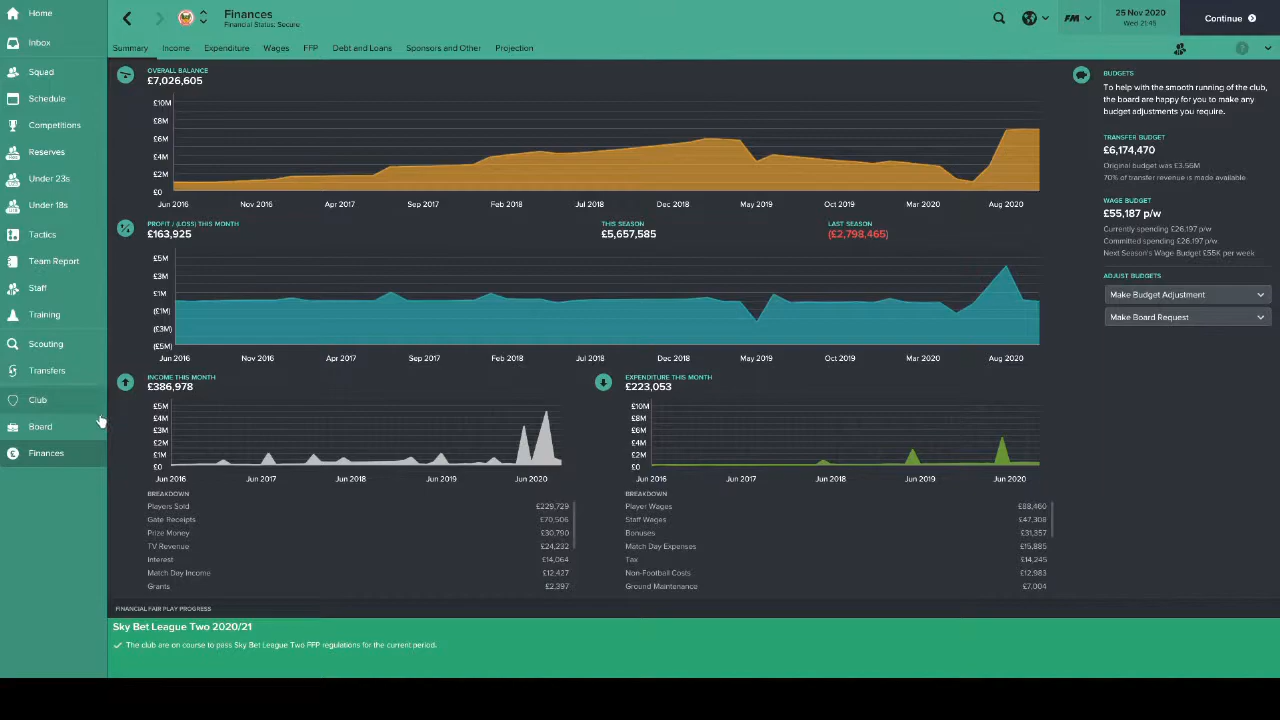 Home
Inbox
Squad
Schedule
Competitions
Reserves
Under 23s
Under 18s
Tactics
Team Report
Staff
Training
Scouting
Transfers
Club
Board
Finances
Finances
Financial Status: Secure
FM
25 Nov 2020
Wed 21:45
Continue
Summary Income Expenditure Wages FFP Debt and Loans Sponsors and Other Projection
OVERALL BALANCE
£7,026,605
£10M
£8M
£6M
£4M
£2M
£0
Jun 2016 Nov 2016 Apr 2017 Sep 2017 Feb 2018 Jul 2018 Dec 2018 May 2019 Oct 2019 Mar 2020 Aug 2020
PROFIT / (LOSS) THIS MONTH
£163,925
THIS SEASON
£5,657,585
LAST SEASON
(£2,798,465)
£5M
£3M
£1M
(£1M)
(£3M)
(£5M)
Jun 2016 Nov 2016 Apr 2017 Sep 2017 Feb 2018 Jul 2018 Dec 2018 May 2019 Oct 2019 Mar 2020 Aug 2020
INCOME THIS MONTH
£386,978
£5M
£4M
£3M
£2M
£1M
£0
Jun 2016 Jun 2017 Jun 2018 Jun 2019 Jun 2020
BREAKDOWN
Players Sold £229,729
Gate Receipts £70,506
Prize Money £30,790
TV Revenue £24,232
Interest £14,064
Match Day Income £12,427
Grants £2,397
EXPENDITURE THIS MONTH
£223,053
£10M
£8M
£6M
£4M
£2M
£0
Jun 2016 Jun 2017 Jun 2018 Jun 2019 Jun 2020
BREAKDOWN
Player Wages £88,460
Staff Wages £47,308
Bonuses £31,357
Match Day Expenses £15,885
Tax £14,245
Non-Football Costs £12,983
Ground Maintenance £7,004
BUDGETS
To help with the smooth running of the club,
the board are happy for you to make any
budget adjustments you require.
TRANSFER BUDGET
£6,174,470
Original budget was £3.56M
70% of transfer revenue is made available
WAGE BUDGET
£55,187 p/w
Currently spending £26,197 p/w
Committed spending £26,197 p/w
Next Season's Wage Budget £55K per week
ADJUST BUDGETS
Make Budget Adjustment
Make Board Request
FINANCIAL FAIR PLAY PROGRESS
Sky Bet League Two 2020/21
The club are on course to pass Sky Bet League Two FFP regulations for the current period.